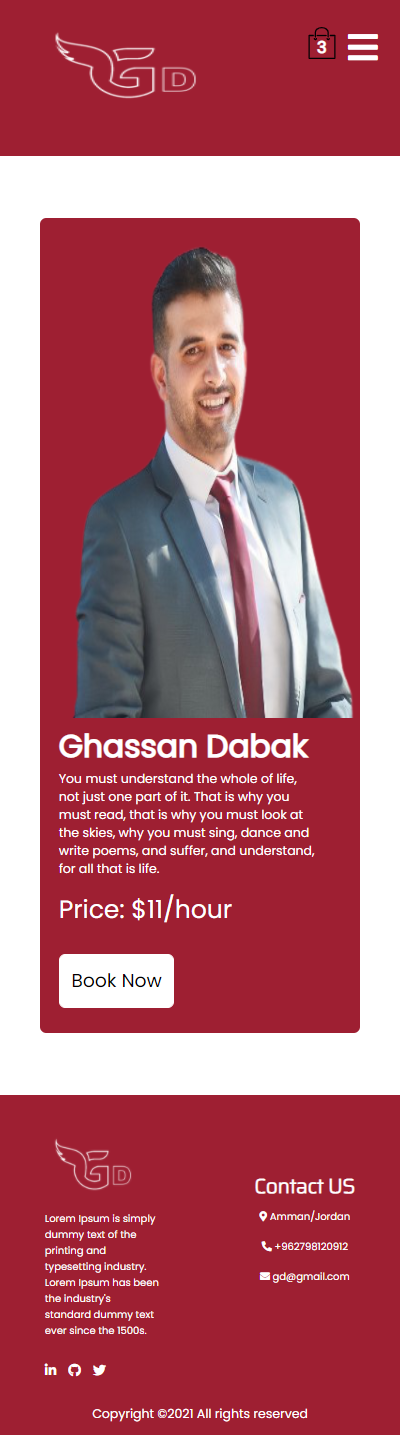 GD
3
Ghassan Dabak
You must understand the whole of life,
not just one part of it. That is why you
must read, that is why you must look at
the skies, why you must sing, dance and
write poems, and suffer, and understand,
for all that is life.
Price: $11/hour
Book Now
GD
Lorem Ipsum is simply
dummy text of the
printing and
typesetting industry.
Lorem Ipsum has been
the industry's
standard dummy text
ever since the 1500s.
in
Contact US
Amman/Jordan
+962798120912
gd@gmail.com
Copyright ©2021 All rights reserved